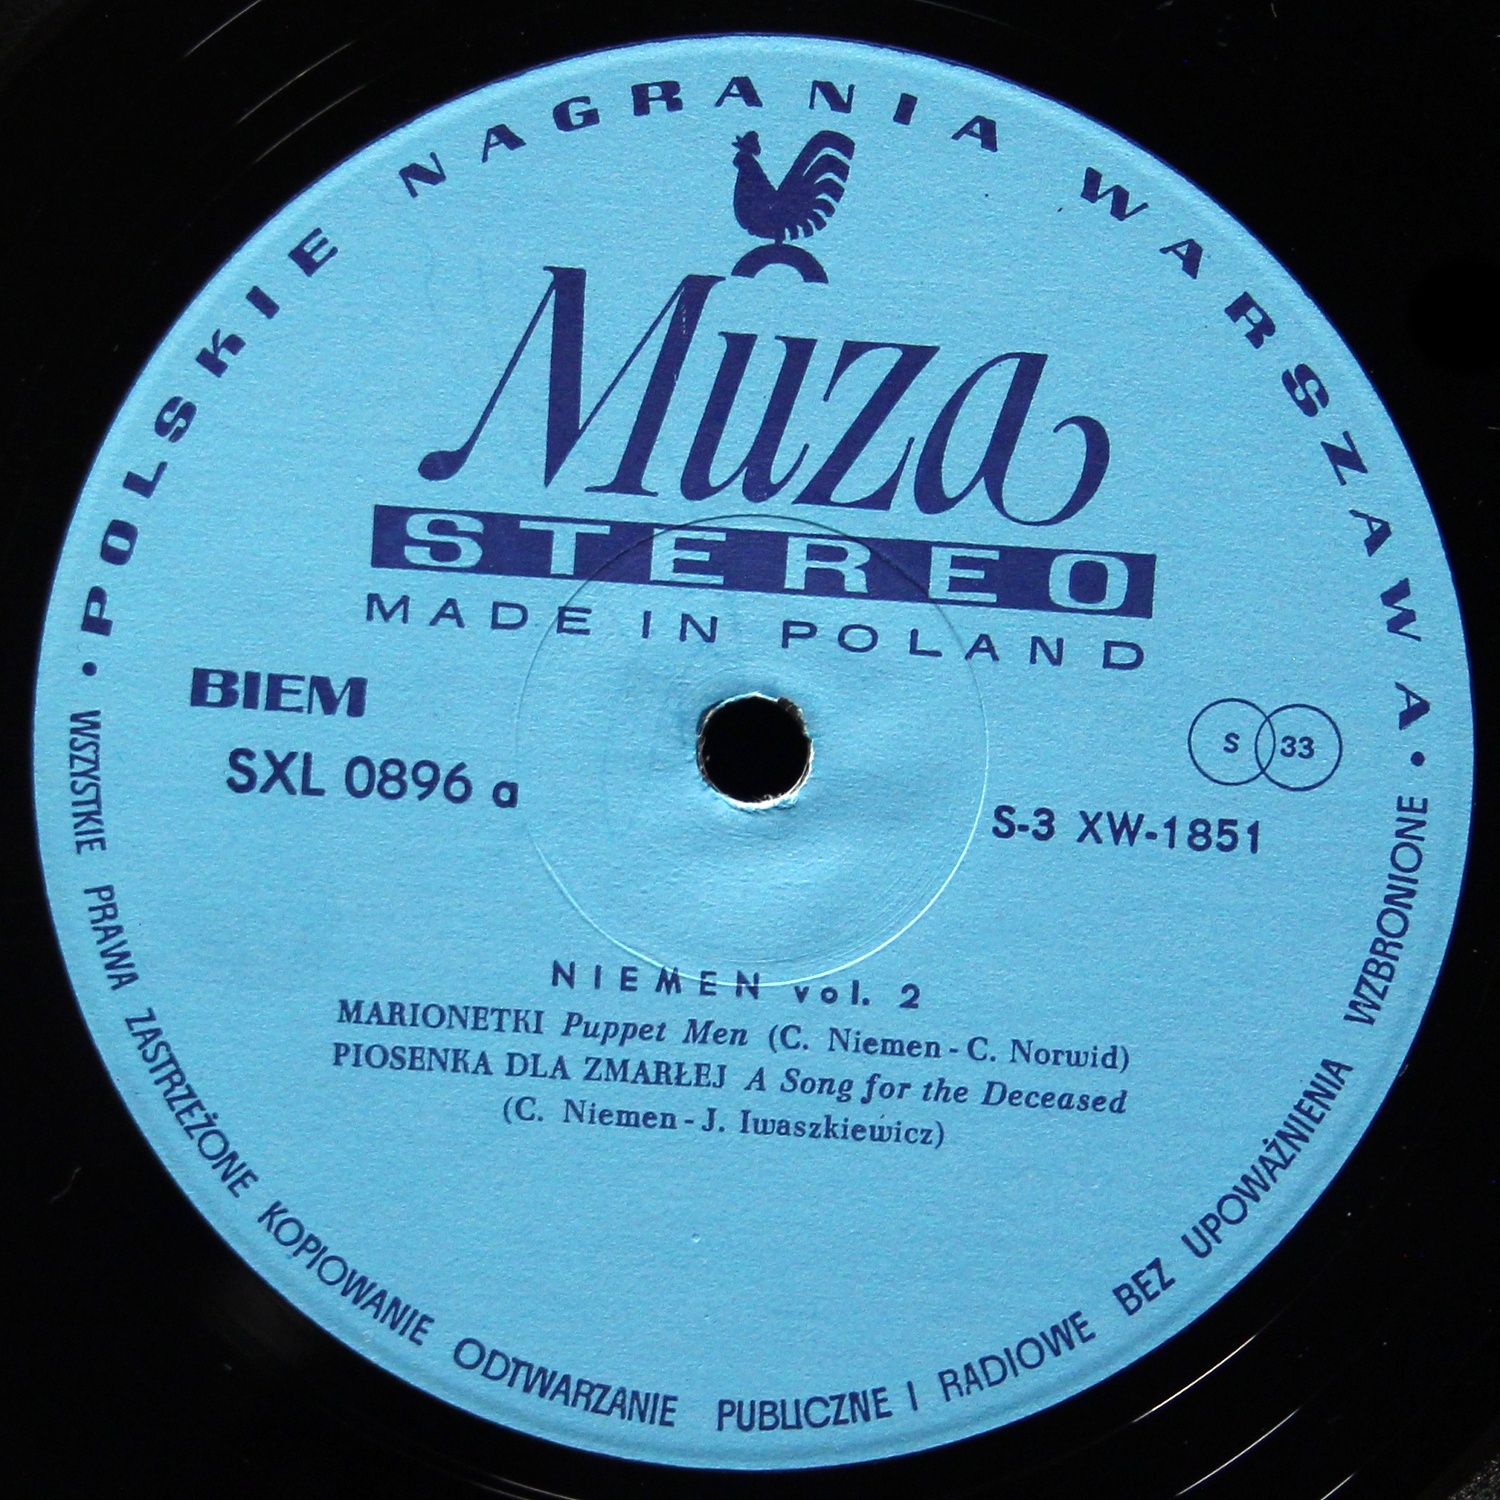 POLSKIE NAGRANIA WARSZAWA
Muza
STEREO
MADE IN POLAND
BIEM
SXL 0896 a
S 33
S-3 XW-1851
NIEMEN vol. 2
MARIONETKI Puppet Men (C. Niemen - C. Norwid)
PIOSENKA DLA ZMARŁEJ A Song for the Deceased
(C. Niemen - J. Iwaszkiewicz)
• WSZYSTKIE PRAWA ZASTRZEŻONE KOPIOWANIE ODTWARZANIE PUBLICZNE I RADIOWE BEZ UPOWAŻNIENIA WZBRONIONE •